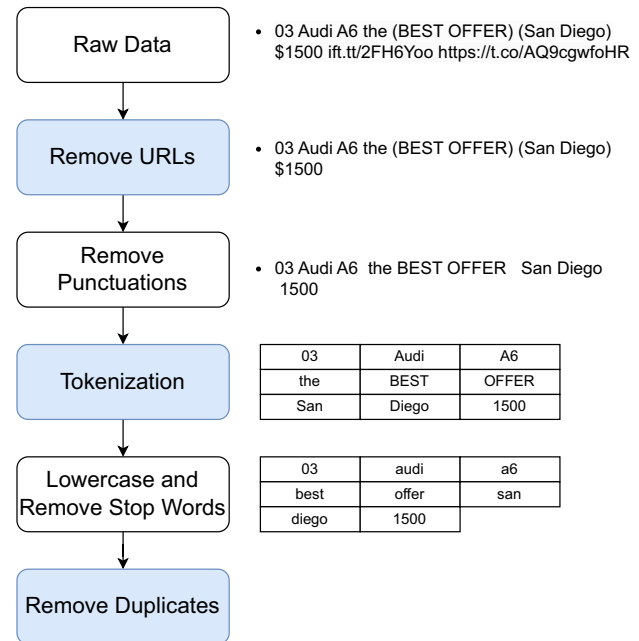 Raw Data
• 03 Audi A6 the (BEST OFFER) (San Diego)
$1500 ift.tt/2FH6Yoo https://t.co/AQ9cgwfoHR
Remove URLs
• 03 Audi A6 the (BEST OFFER) (San Diego)
$1500
Remove
Punctuations
• 03 Audi A6  the BEST OFFER   San Diego
1500
Tokenization
03 Audi A6
the BEST OFFER
San Diego 1500
Lowercase and
Remove Stop Words
03 audi a6
best offer san
diego 1500
Remove Duplicates